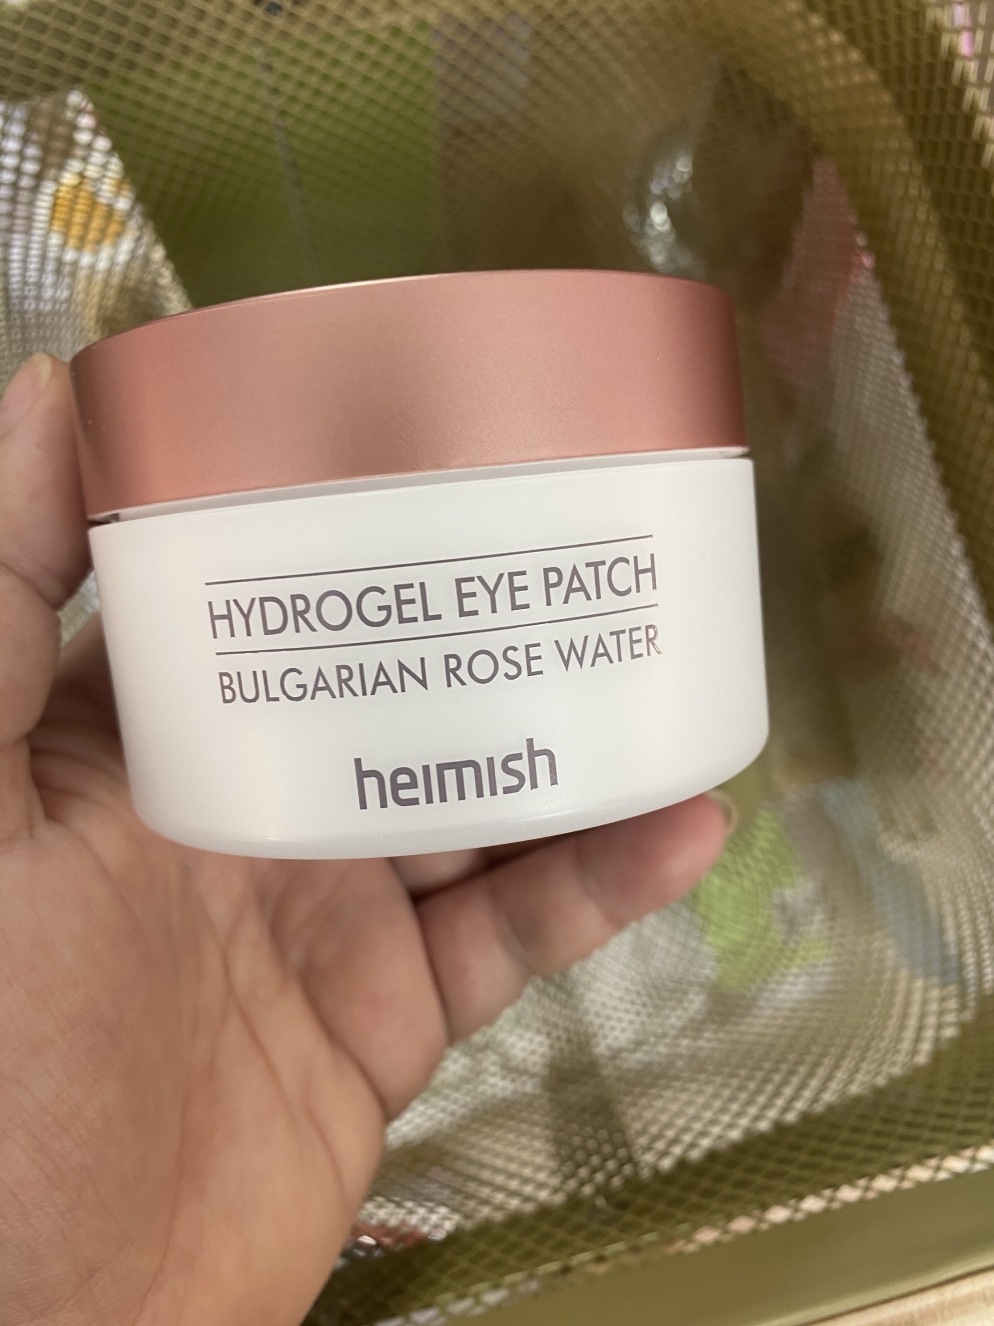 HYDROGEL EYE PATCH
BULGARIAN ROSE WATER
heimish